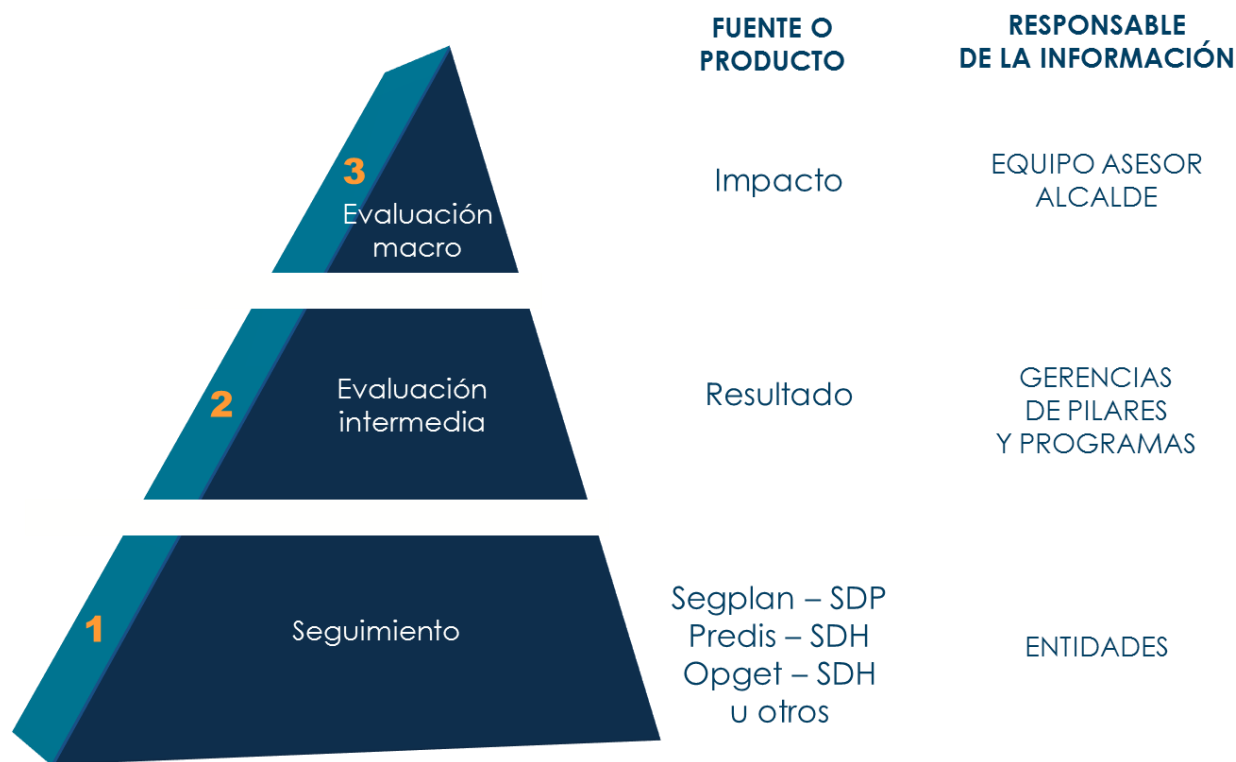 FUENTE O
PRODUCTO
RESPONSABLE
DE LA INFORMACIÓN
3
Evaluación
macro
Impacto
EQUIPO ASESOR
ALCALDE
2
Evaluación
intermedia
Resultado
GERENCIAS
DE PILARES
Y PROGRAMAS
1
Seguimiento
Segplan – SDP
Predis – SDH
Opget – SDH
u otros
ENTIDADES